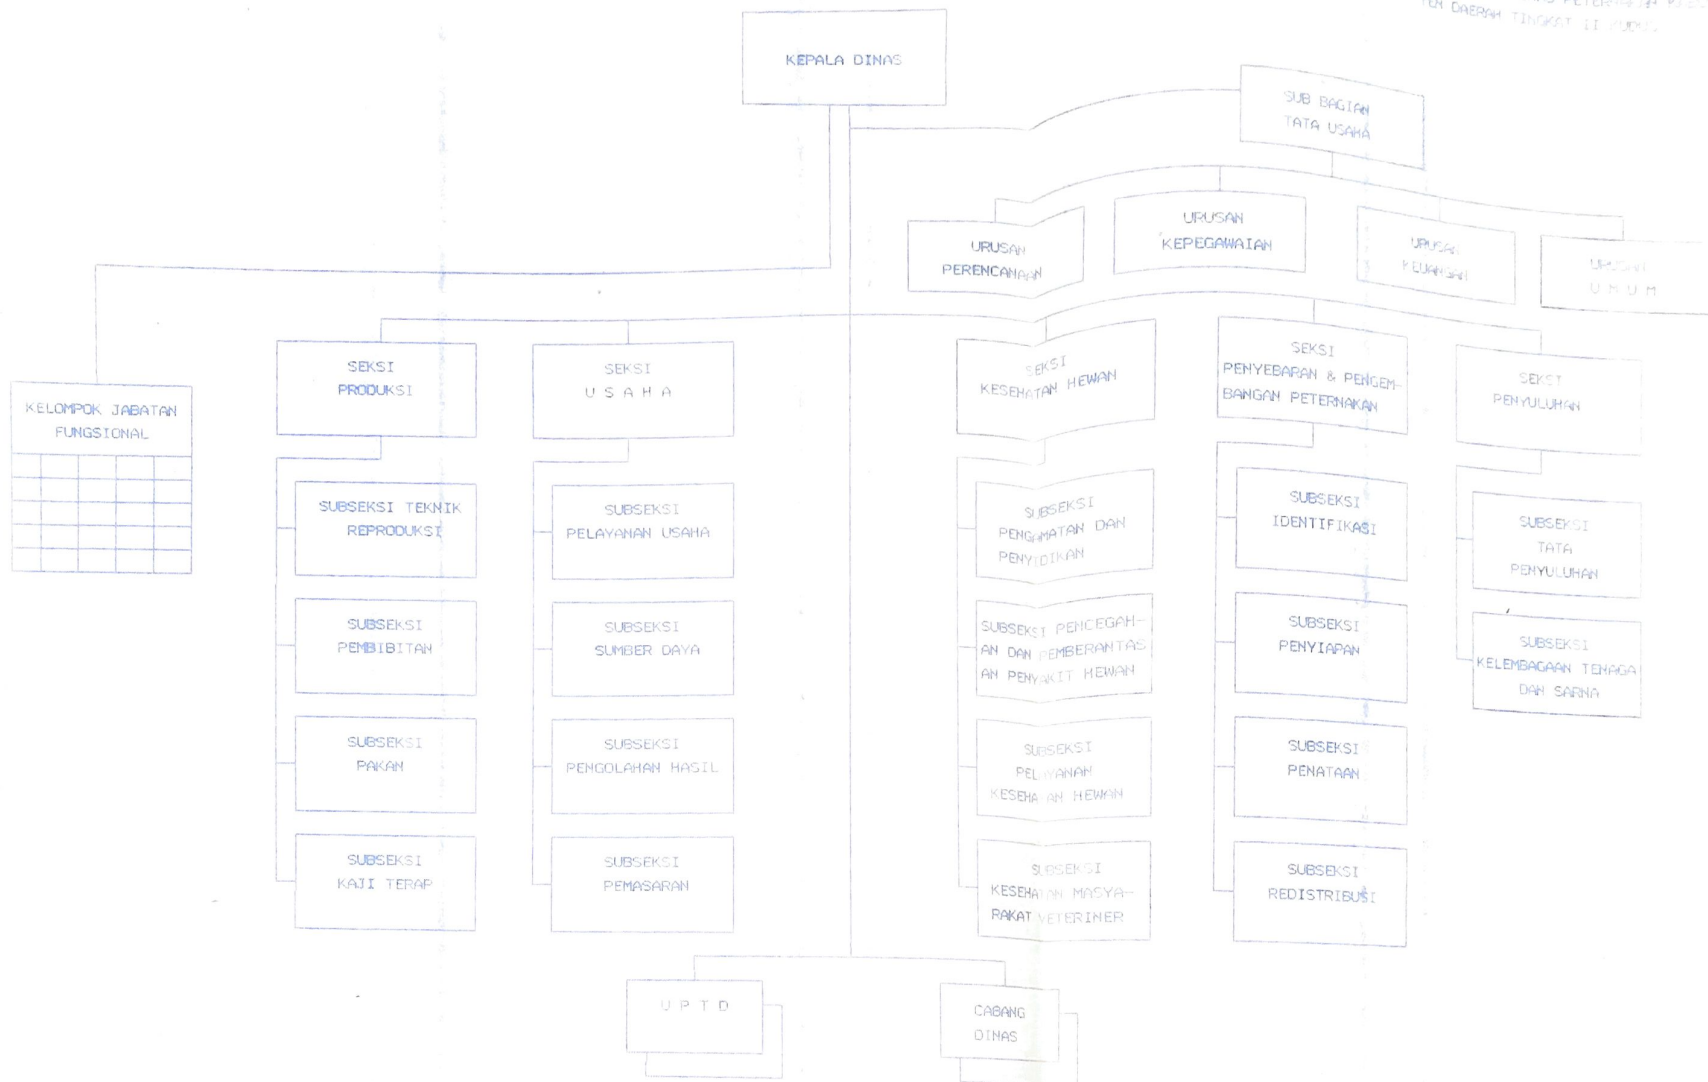 DAERAH TINGKAT II
KEPALA DINAS
SUB BAGIAN
TATA USAHA
URUSAN
PERENCANAAN
URUSAN
KEPEGAWAIAN
URUSAN
KEUANGAN
URUSAN
U M U M
KELOMPOK JABATAN
FUNGSIONAL
SEKSI
PRODUKSI
SUBSEKSI TEKNIK
REPRODUKSI
SUBSEKSI
PEMBIBITAN
SUBSEKSI
PAKAN
SUBSEKSI
KAJI TERAP
SEKSI
U S A H A
SUBSEKSI
PELAYANAN USAHA
SUBSEKSI
SUMBER DAYA
SUBSEKSI
PENGOLAHAN HASIL
SUBSEKSI
PEMASARAN
SEKSI
KESEHATAN HEWAN
SUBSEKSI
PENGAMATAN DAN
PENYIDIKAN
SUBSEKSI PENCEGAH-
AN DAN PEMBERANTAS
AN PENYAKIT HEWAN
SUBSEKSI
PELAYANAN
KESEHATAN HEWAN
SUBSEKSI
KESEHATAN MASYA-
RAKAT VETERINER
SEKSI
PENYEBARAN & PENGEM-
BANGAN PETERNAKAN
SUBSEKSI
IDENTIFIKASI
SUBSEKSI
PENYIAPAN
SUBSEKSI
PENATAAN
SUBSEKSI
REDISTRIBUSI
SEKSI
PENYULUHAN
SUBSEKSI
TATA
PENYULUHAN
SUBSEKSI
KELEMBAGAAN TENAGA
DAN SARNA
U P T D
CABANG
DINAS